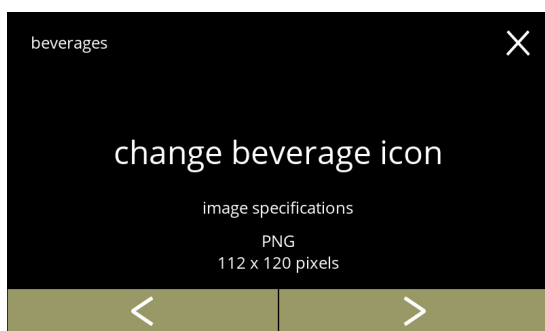 beverages
change beverage icon
image specifications
PNG
112 x 120 pixels